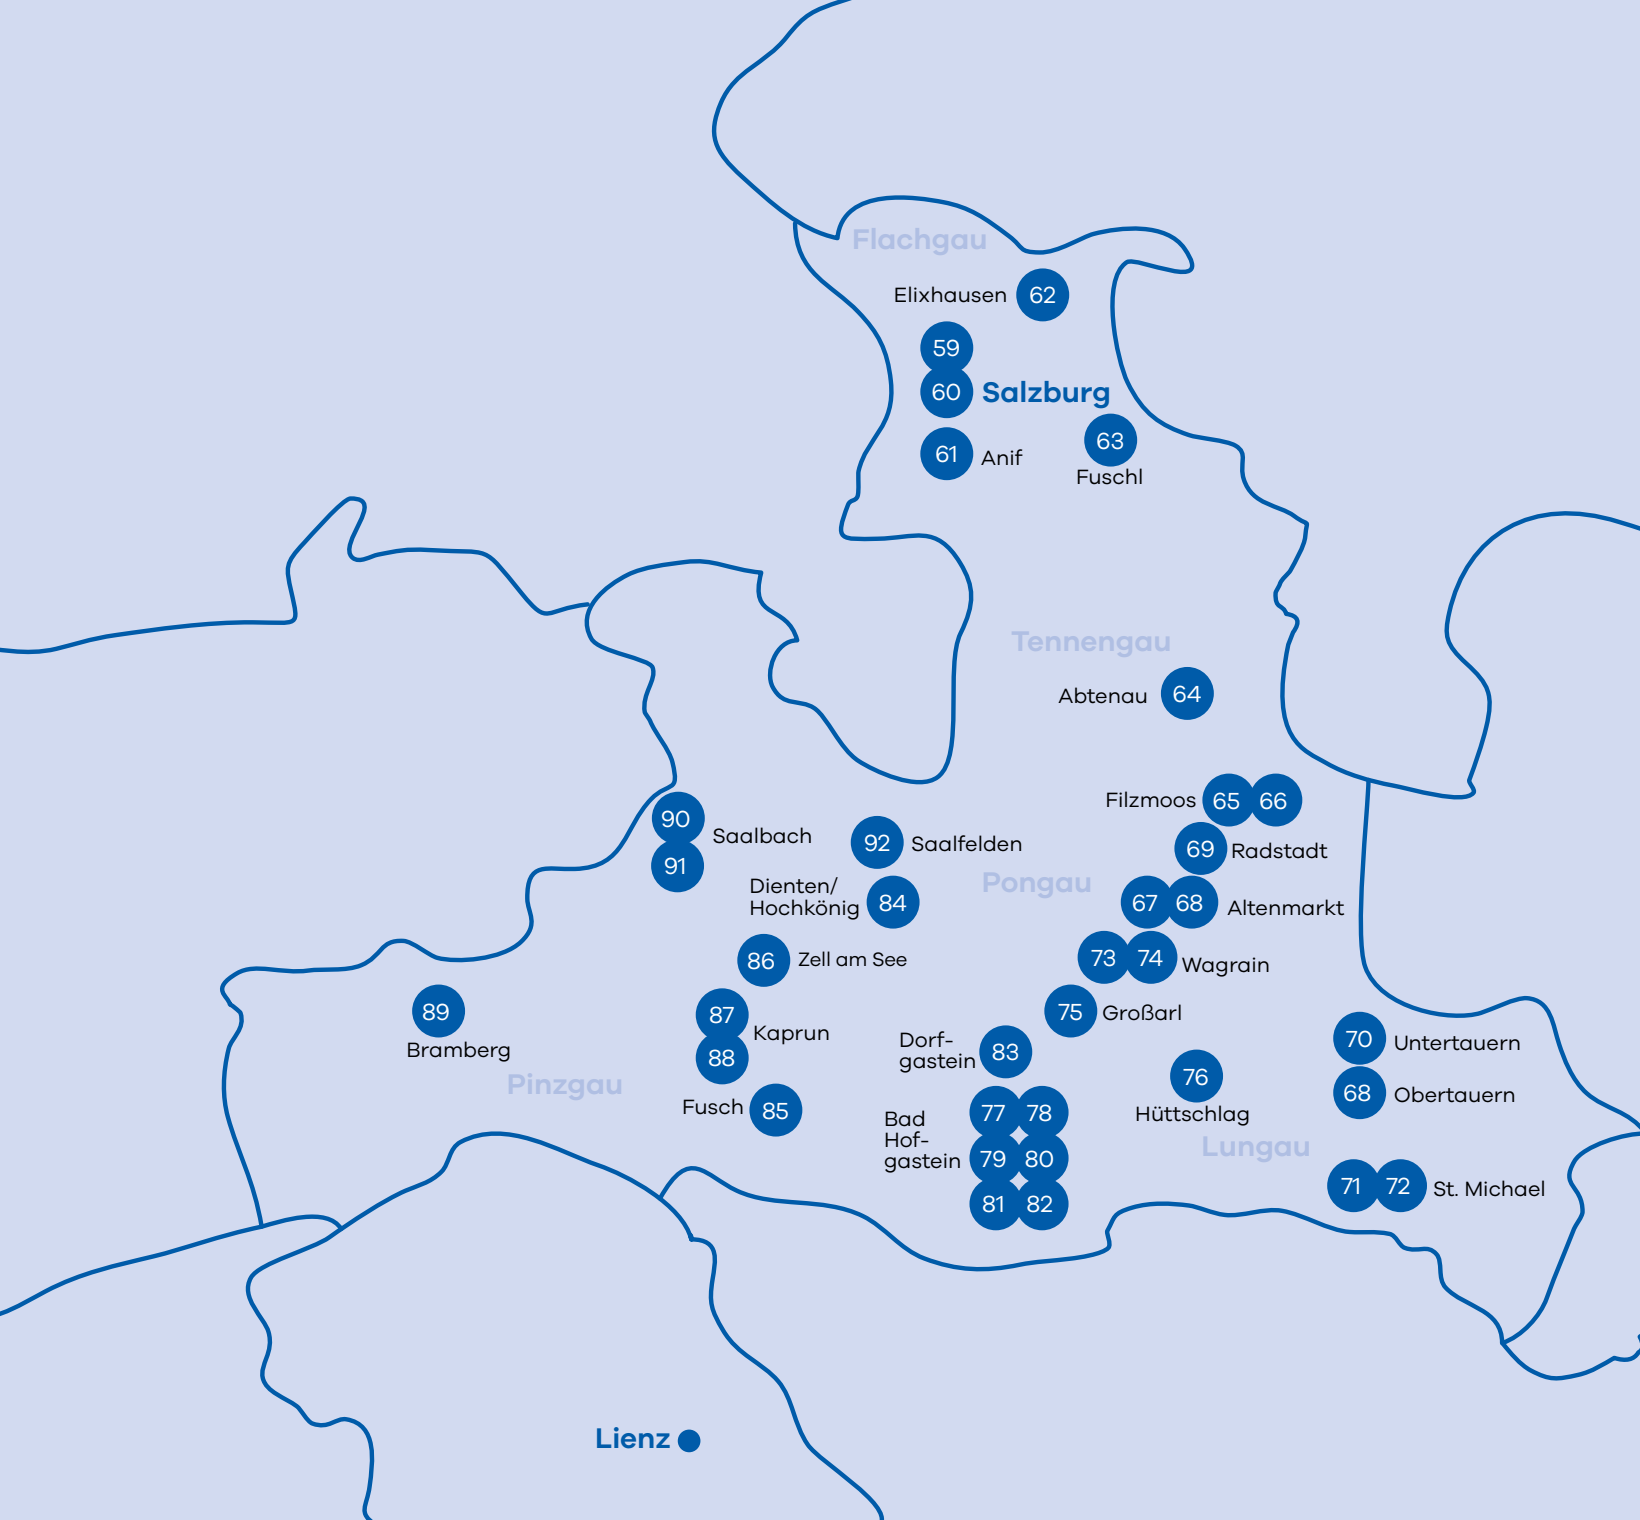 Flachgau
Elixhausen 62
59
60 Salzburg
61 Anif
63
Fuschl
Tennengau
Abtenau 64
Filzmoos 65 66
69 Radstadt
90
91
Saalbach
92 Saalfelden
Dienten/
Hochkönig 84
Pongau
67 68 Altenmarkt
73 74 Wagrain
86 Zell am See
89
Bramberg
87
88
Kaprun
75 Großarl
Dorf-
gastein 83
70 Untertauern
76
Hüttschlag
68 Obertauern
Pinzgau
Fusch 85
Bad
Hof-
gastein
77 78
79 80
81 82
Lungau
71 72 St. Michael
Lienz